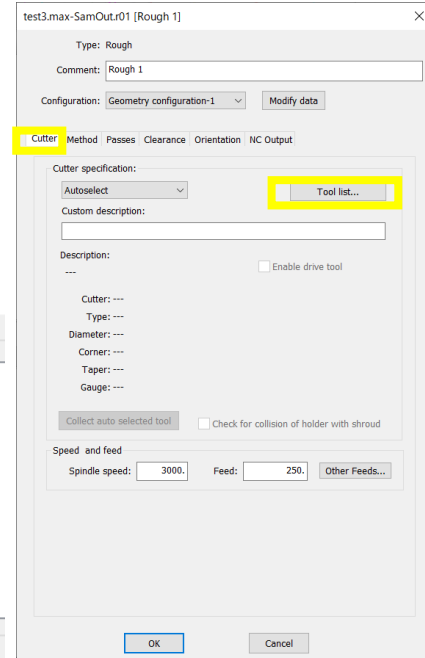 test3.max-SamOut.r01 [Rough 1]
Type: Rough
Comment: Rough 1
Configuration: Geometry configuration-1 Modify data
Cutter Method Passes Clearance Orientation NC Output
Cutter specification:
Autoselect Tool list...
Custom description:
Description:
--- Enable drive tool
Cutter: ---
Type: ---
Diameter: ---
Corner: ---
Taper: ---
Gauge: ---
Collect auto selected tool Check for collision of holder with shroud
Speed and feed
Spindle speed: 3000. Feed: 250. Other Feeds...
OK Cancel